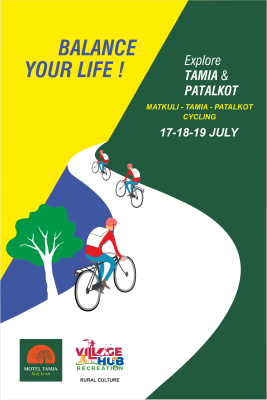 BALANCE
YOUR LIFE !
Explore
TAMIA &
PATALKOT
MATKULI - TAMIA - PATALKOT
CYCLING
17-18-19 JULY
MOTEL TAMIA
VILLAGE
HUB
RECREATION
RURAL CULTURE